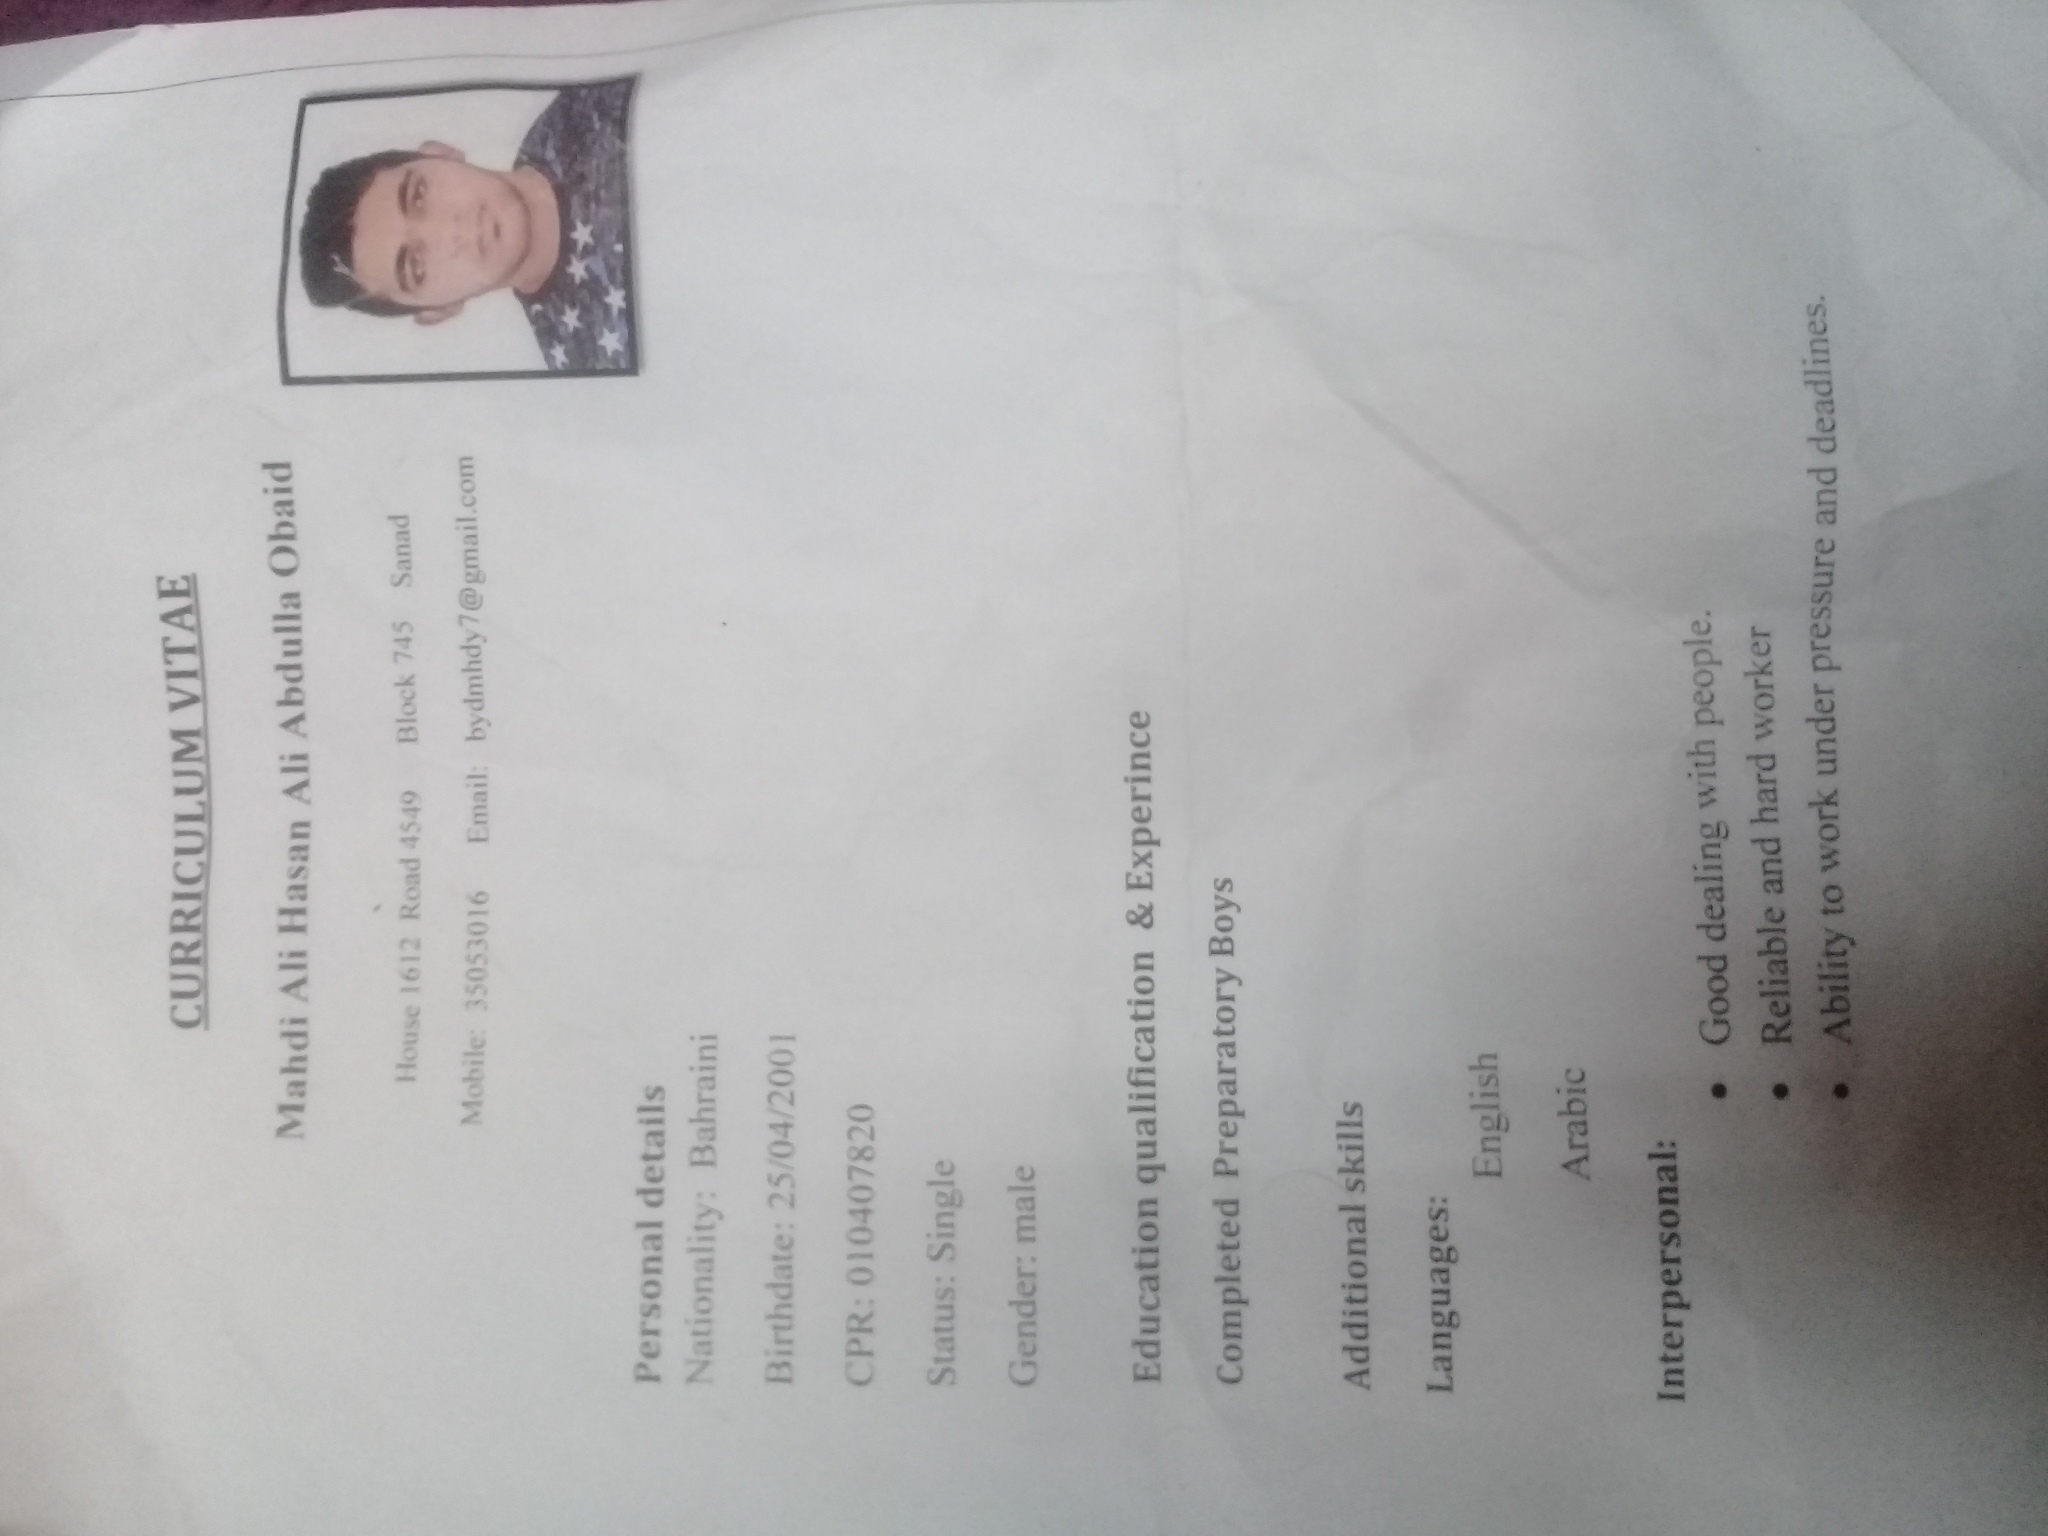 CURRICULUM VITAE
Mahdi Ali Hasan Ali Abdulla Obaid
House 1612 Road 4549 Block 745 Sanad
Mobile: 35053016 Email: bydmhdy7@gmail.com
Personal details
Nationality: Bahraini
Birthdate: 25/04/2001
CPR: 010407820
Status: Single
Gender: male
Education qualification & Experince
Completed Preparatory Boys
Additional skills
Languages:
English
Arabic
Interpersonal:
• Good dealing with people.
• Reliable and hard worker
• Ability to work under pressure and deadlines.